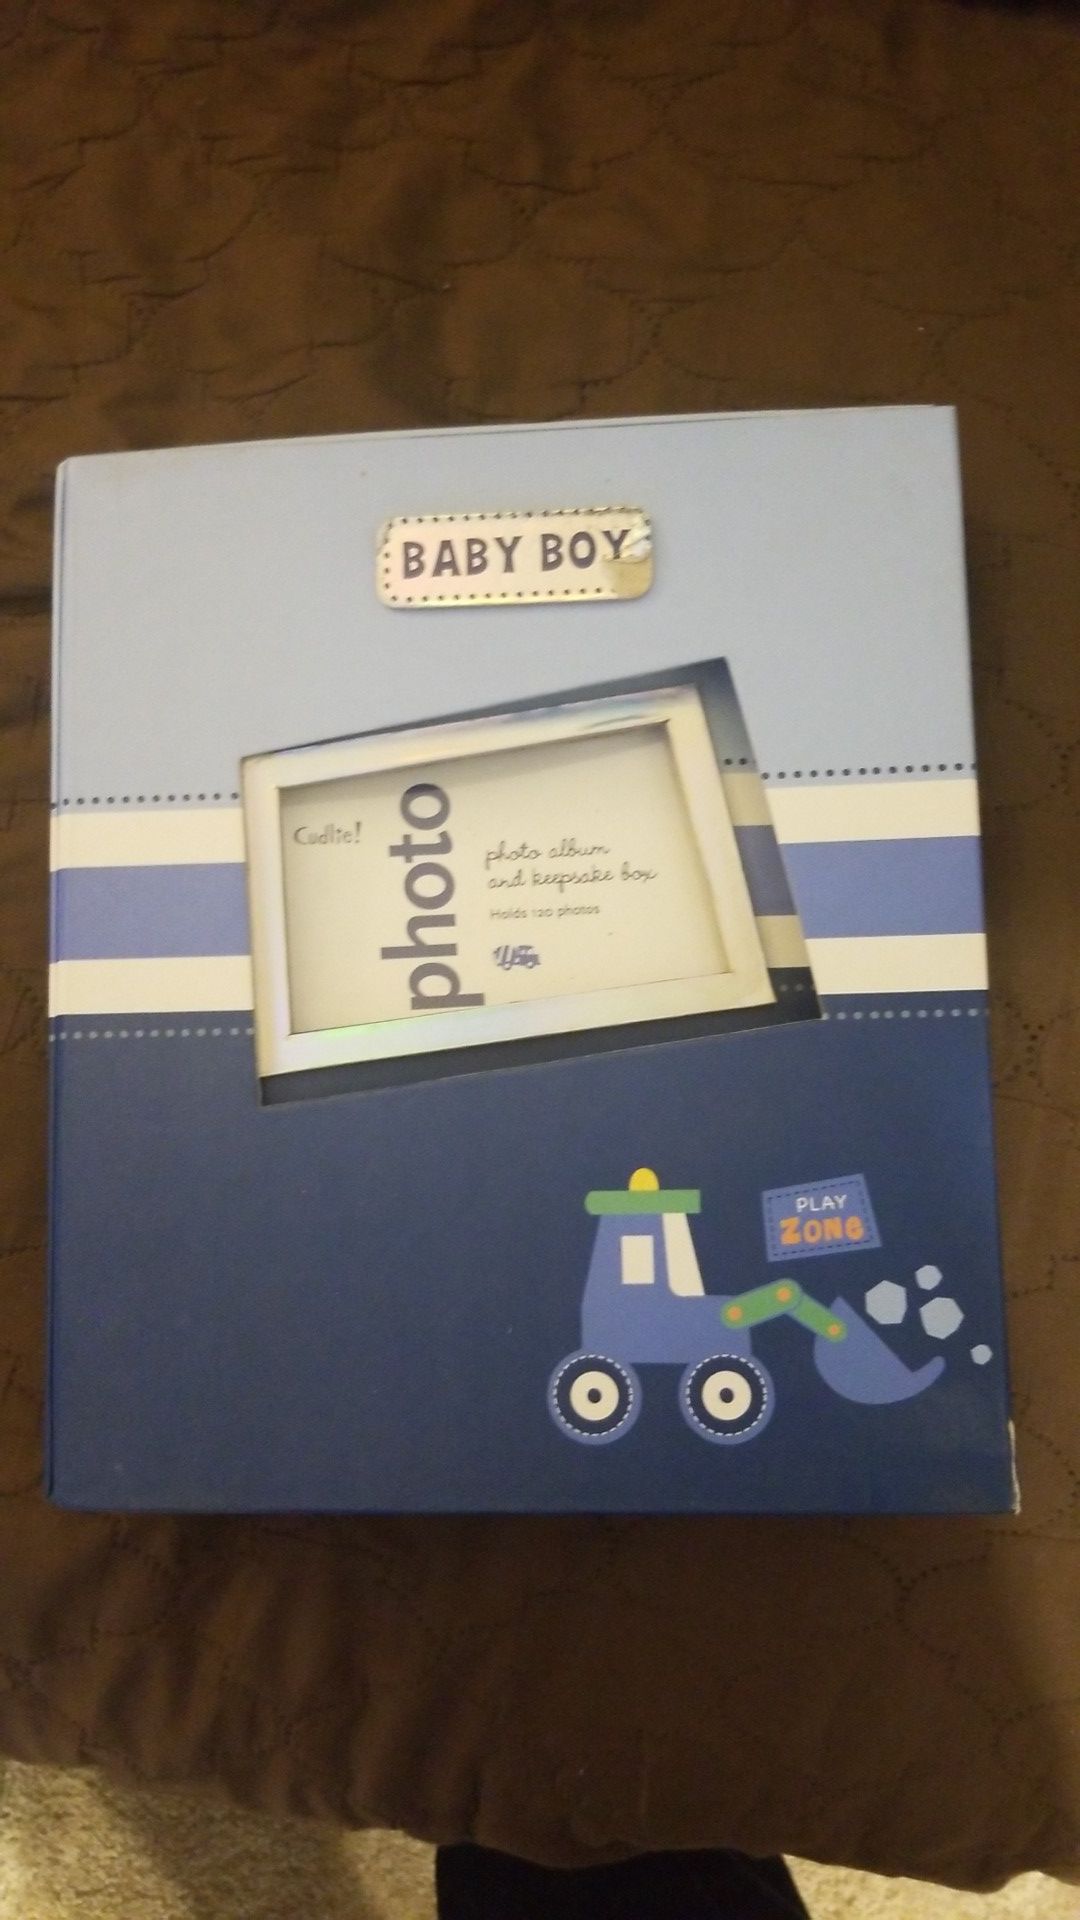 BABY BOY
Cudlie!
photo
photo album
and keepsake box
Holds 120 photos
PLAY
ZONE